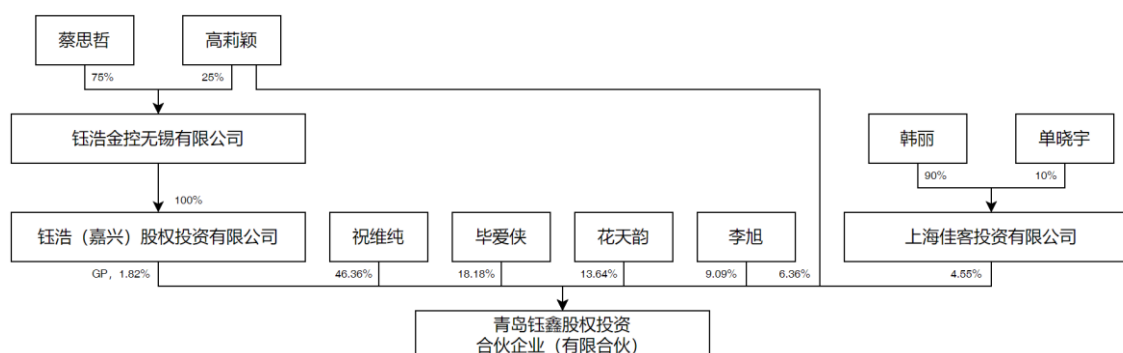 蔡思哲
高莉颖
75%
25%
钰浩金控无锡有限公司
韩丽
单晓宇
90%
10%
100%
钰浩（嘉兴）股权投资有限公司
祝维纯
毕爱侠
花天韵
李旭
上海佳客投资有限公司
GP，1.82%
46.36%
18.18%
13.64%
9.09%
6.36%
4.55%
青岛钰鑫股权投资
合伙企业（有限合伙）